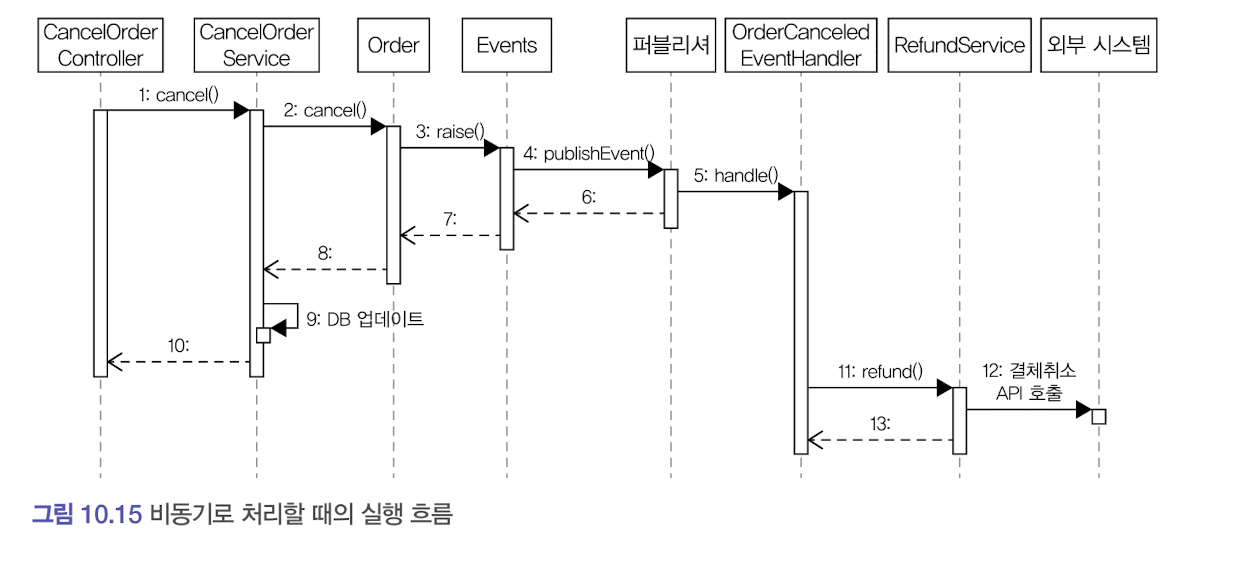 CancelOrder
Controller
CancelOrder
Service
Order
Events
퍼블리셔
OrderCanceled
EventHandler
RefundService
외부 시스템
1: cancel()
2: cancel()
3: raise()
4: publishEvent()
5: handle()
6:
7:
8:
9: DB 업데이트
10:
11: refund()
12: 결체취소
API 호출
13:
그림 10.15 비동기로 처리할 때의 실행 흐름